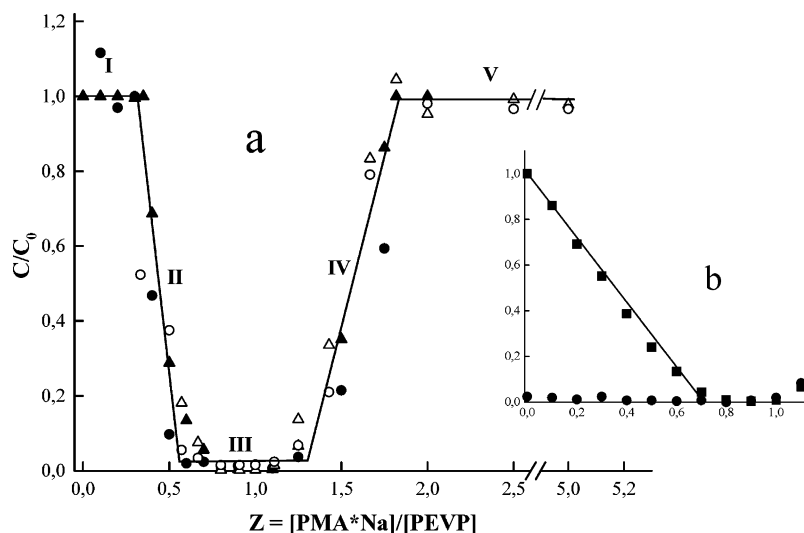 1,2
I
V
1,0
a
0,8
0,6
II
IV
C/C₀
0,4
0,2
III
0,0
0,0 0,5 1,0 1,5 2,0 2,5 5,0 5,2
Z = [PMA*Na]/[PEVP]
1,0
0,8
b
0,6
0,4
0,2
0,0
0,0 0,2 0,4 0,6 0,8 1,0